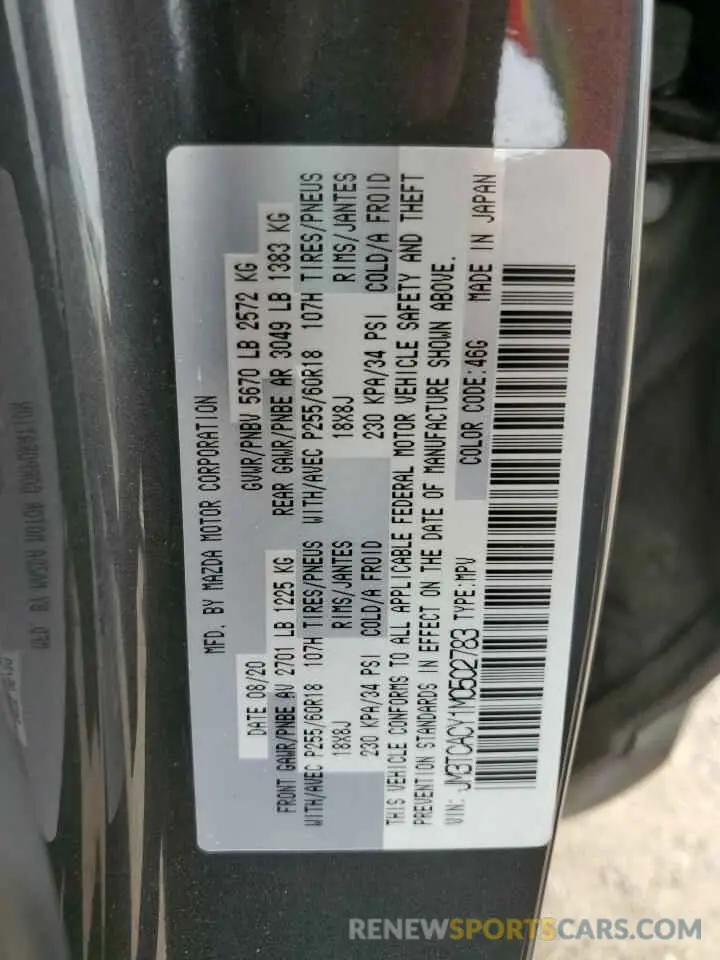 MFD. BY MAZDA MOTOR CORPORATION
DATE 08/20
GVWR/PNBV 5670 LB 2572 KG
FRONT GAWR/PNBE AV 2701 LB 1225 KG
REAR GAWR/PNBE AR 3049 LB 1383 KG
WITH/AVEC P255/60R18 107H TIRES/PNEUS
WITH/AVEC P255/60R18 107H TIRES/PNEUS
18X8J RIMS/JANTES
18X8J RIMS/JANTES
230 KPA/34 PSI COLD/A FROID
230 KPA/34 PSI COLD/A FROID
THIS VEHICLE CONFORMS TO ALL APPLICABLE FEDERAL MOTOR VEHICLE SAFETY AND THEFT
PREVENTION STANDARDS IN EFFECT ON THE DATE OF MANUFACTURE SHOWN ABOVE.
VIN: JM3TCACY1M0502783 TYPE:MPV COLOR CODE:46G MADE IN JAPAN
RENEWSPORTSCARS.COM